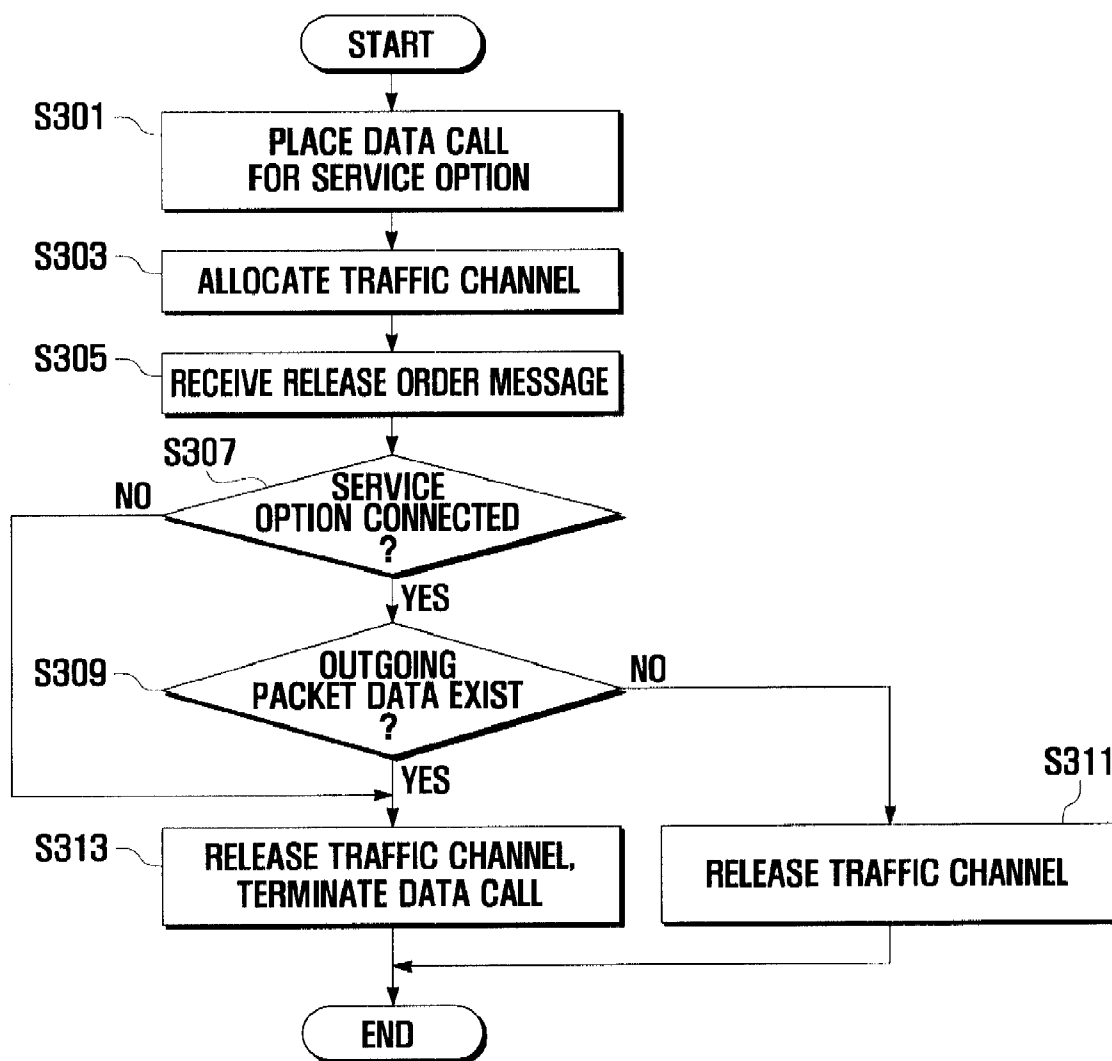 START
S301
PLACE DATA CALL
FOR SERVICE OPTION
S303
ALLOCATE TRAFFIC CHANNEL
S305
RECEIVE RELEASE ORDER MESSAGE
S307
NO
SERVICE
OPTION CONNECTED
?
YES
S309
OUTGOING
PACKET DATA EXIST
?
NO
YES
S311
S313
RELEASE TRAFFIC CHANNEL,
TERMINATE DATA CALL
RELEASE TRAFFIC CHANNEL
END